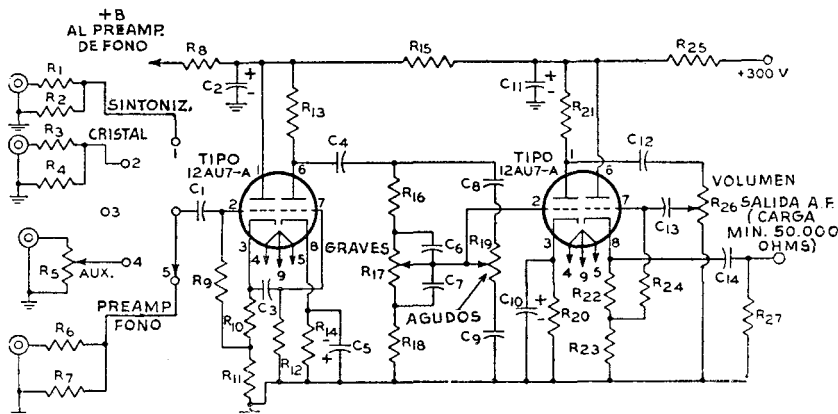 +B
AL PREAMP.
DE FONO
R8
R15
R25
+300 V
C2
+
-
C11
+
-
R1
R2
SINTONIZ.
R13
R21
R3
CRISTAL
R4
1
2
C4
C12
TIPO
12AU7-A
1
6
TIPO
12AU7-A
1
6
C1
2
7
R16
C8
2
7
VOLUMEN
R26
SALIDA A.F.
(CARGA
MIN. 50.000
OHMS)
C13
3
3
8
4
9
5
GRAVES
C6
R19
3
8
4
9
5
R5
AUX.
4
5
R9
C3
R17
C7
C10
+
-
R22
R24
C14
PREAMP
FONO
R10
AGUDOS
R20
R6
R14
-
+
C5
R18
C9
R23
R27
R7
R11
R12